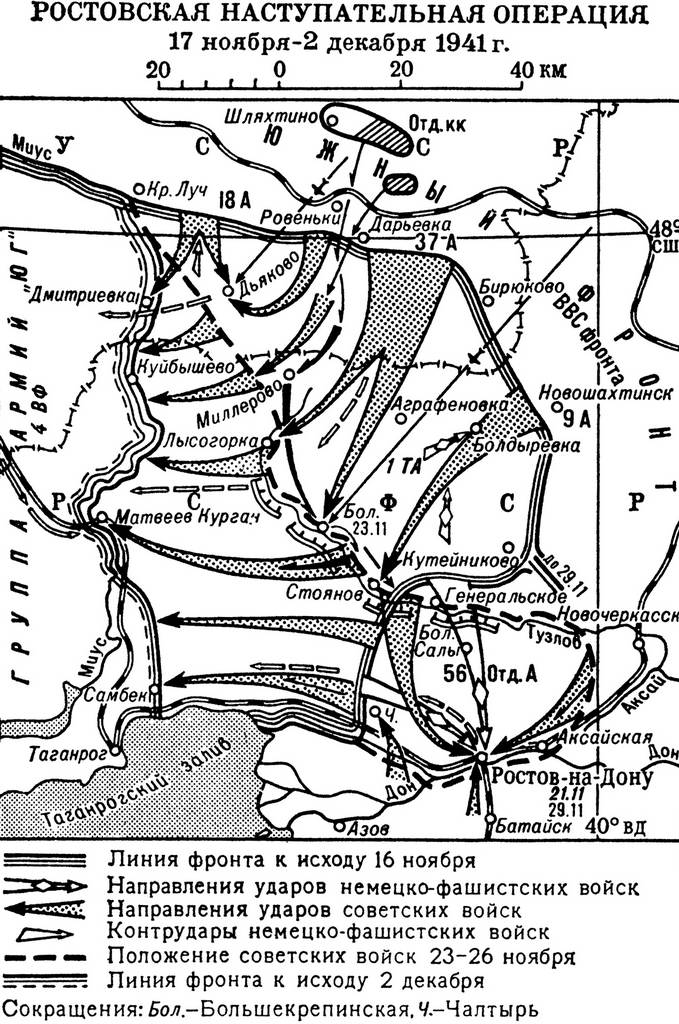 РОСТОВСКАЯ НАСТУПАТЕЛЬНАЯ ОПЕРАЦИЯ
17 ноября-2 декабря 1941 г.
20 0 20 40 км
Шляхтино
Отд.кк
Миус
У С С Р
Ю Ж Н Ы Й
Ф Р О Н Т
Кр. Луч
18 А
Ровеньки
Дарьевка
37 А
48° СШ
Дьяково
Дмитриевка
Бирюково
ВВС фронта
ГРУППА АРМИЙ „ЮГ"
4 ВФ
Куйбышево
Миллерово
Аграфеновка
Новошахтинск
9 А
Лысогорка
Болдыревка
1 ТА
Р С Ф С Р
Матвеев Курган
Бол.
23.11
Кутейниково
до 29.11
Стоянов
Генеральское
Новочеркасск
Тузлов
Бол. Салы
Миус
56 Отд. А
Самбек
Аксай
Ч.
Аксайская
Таганрог
Дон
Таганрогский залив
Дон
Ростов-на-Дону
21.11
29.11
Азов
Батайск
40° вд
Линия фронта к исходу 16 ноября
Направления ударов немецко-фашистских войск
Направления ударов советских войск
Контрудары немецко-фашистских войск
Положение советских войск 23-26 ноября
Линия фронта к исходу 2 декабря
Сокращения: Бол.–Большекрепинская, Ч.–Чалтырь